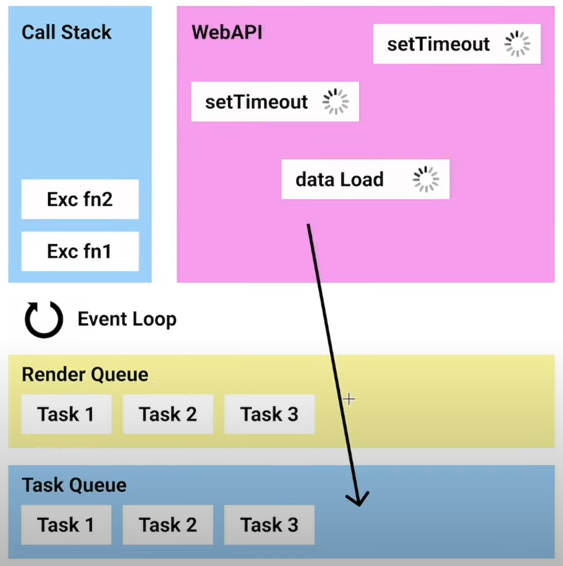 Call Stack
Exc fn2
Exc fn1
WebAPI
setTimeout
setTimeout
data Load
Event Loop
Render Queue
Task 1
Task 2
Task 3
Task Queue
Task 1
Task 2
Task 3